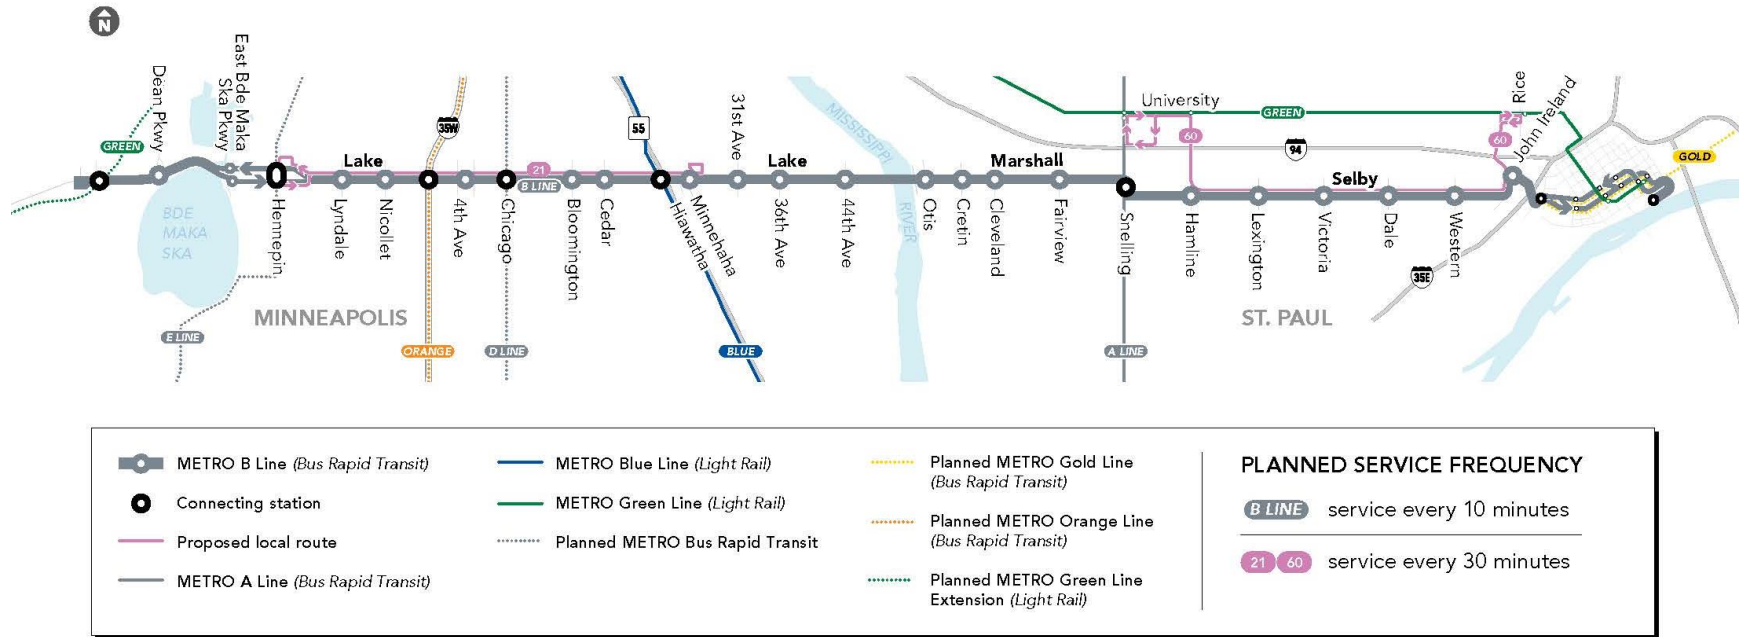 N
Dean Pkwy
East Bde Maka
Ska Pkwy
GREEN
Lake
35W
21
B LINE
55
31st Ave
Lake
MISSISSIPPI
RIVER
Marshall
University
60
GREEN
94
Selby
60
Rice
John Ireland
GOLD
BDE
MAKA
SKA
Hennepin
Lyndale
Nicollet
4th Ave
Chicago
Bloomington
Cedar
Hiawatha
Minnehaha
36th Ave
44th Ave
Otis
Cretin
Cleveland
Fairview
Snelling
Hamline
Lexington
Victoria
Dale
Western
35E
MINNEAPOLIS
ST. PAUL
E LINE
ORANGE
D LINE
BLUE
A LINE
METRO B Line (Bus Rapid Transit)
Connecting station
Proposed local route
METRO A Line (Bus Rapid Transit)
METRO Blue Line (Light Rail)
METRO Green Line (Light Rail)
Planned METRO Bus Rapid Transit
Planned METRO Gold Line
(Bus Rapid Transit)
Planned METRO Orange Line
(Bus Rapid Transit)
Planned METRO Green Line
Extension (Light Rail)
PLANNED SERVICE FREQUENCY
B LINE service every 10 minutes
21 60 service every 30 minutes